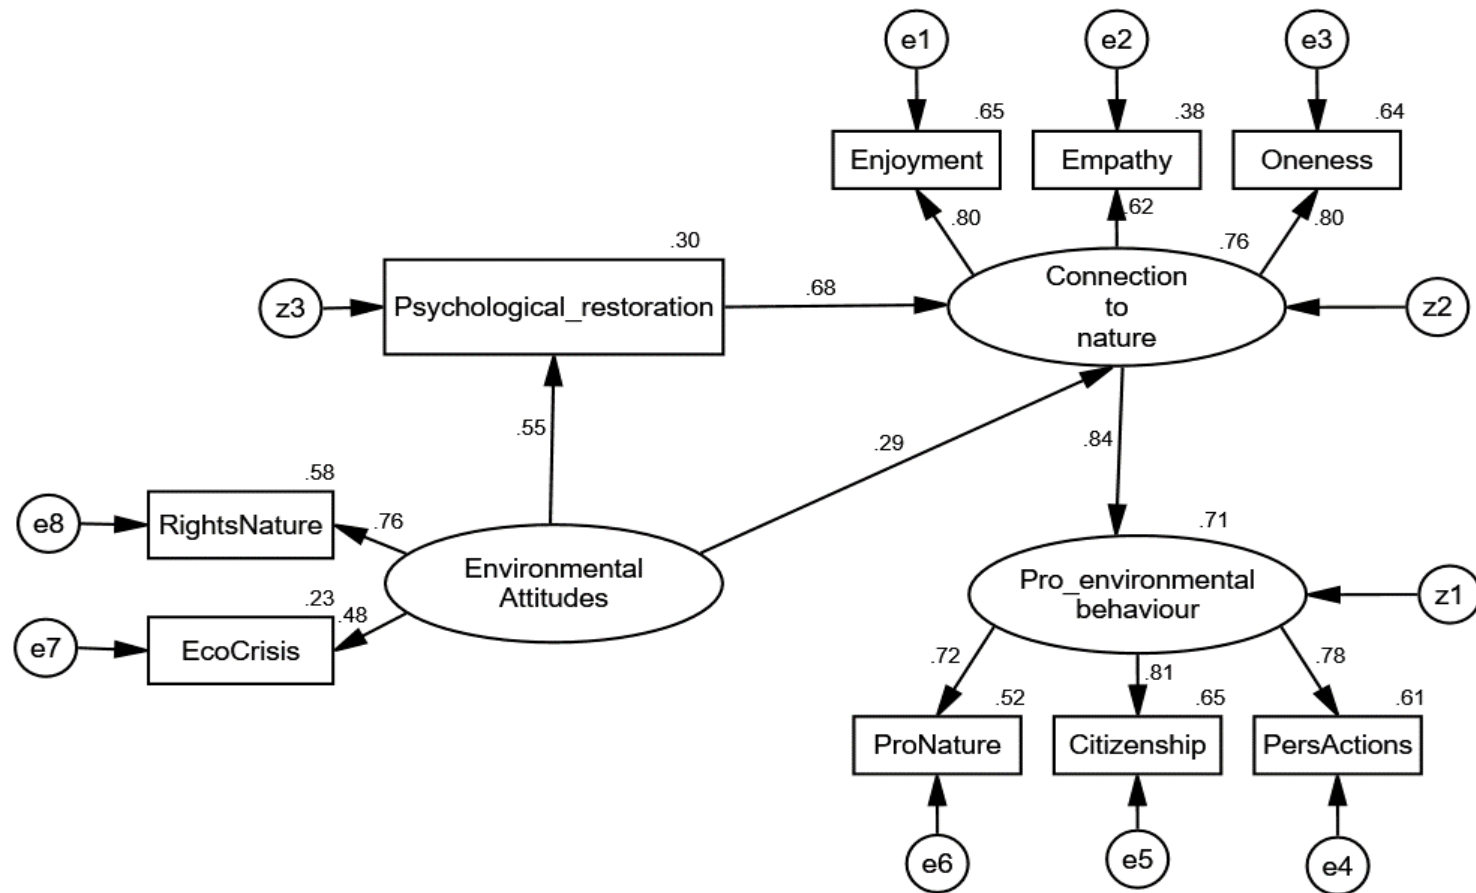 e1
e2
e3
.65
.38
.64
Enjoyment
Empathy
Oneness
.80
.62
.80
.30
.76
z3
Psychological_restoration
.68
Connection
to
nature
z2
.55
.29
.84
.58
e8
RightsNature
.76
.23
.48
e7
EcoCrisis
Environmental
Attitudes
.71
Pro_environmental
behaviour
z1
.72
.81
.78
.52
.65
.61
ProNature
Citizenship
PersActions
e6
e5
e4